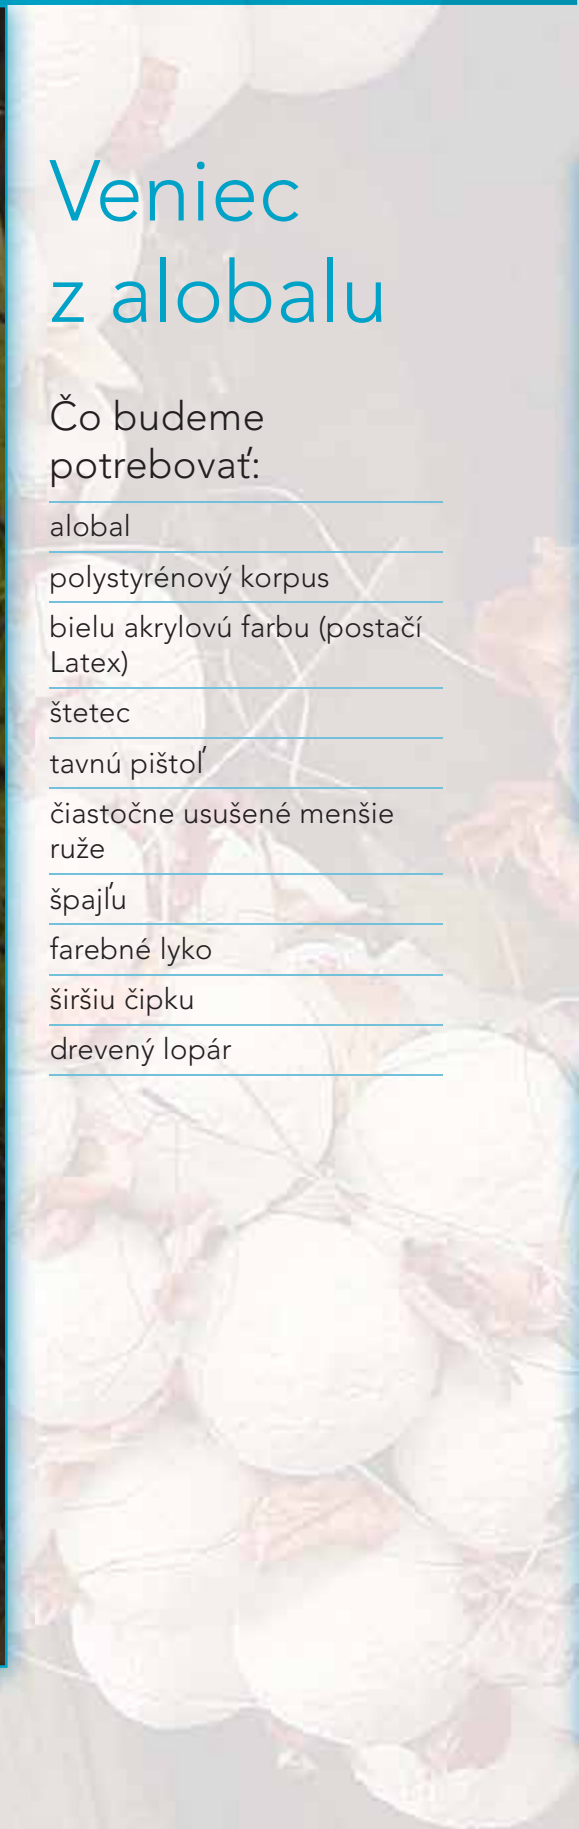 Veniec
z alobalu
Čo budeme
potrebovať:
alobal
polystyrénový korpus
bielu akrylovú farbu (postačí
Latex)
štetec
tavnú pištoľ
čiastočne usušené menšie
ruže
špajľu
farebné lyko
širšiu čipku
drevený lopár